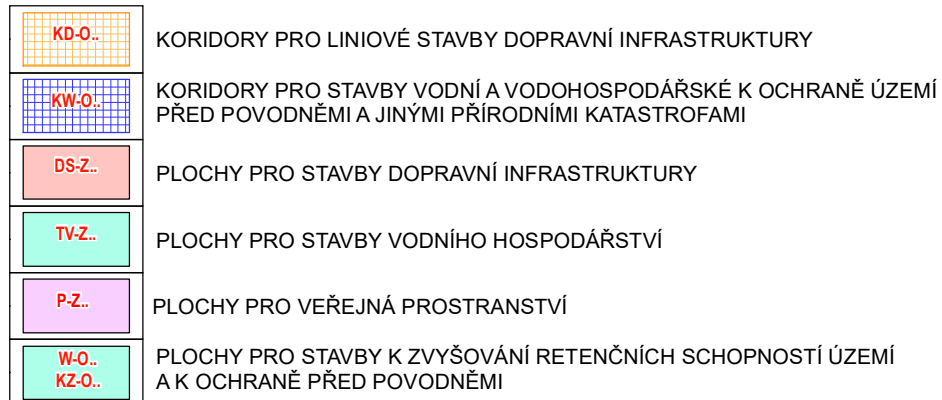 KD-O..
KORIDORY PRO LINIOVÉ STAVBY DOPRAVNÍ INFRASTRUKTURY
KW-O..
KORIDORY PRO STAVBY VODNÍ A VODOHOSPODÁŘSKÉ K OCHRANĚ ÚZEMÍ
PŘED POVODNĚMI A JINÝMI PŘÍRODNÍMI KATASTROFAMI
DS-Z..
PLOCHY PRO STAVBY DOPRAVNÍ INFRASTRUKTURY
TV-Z..
PLOCHY PRO STAVBY VODNÍHO HOSPODÁŘSTVÍ
P-Z..
PLOCHY PRO VEŘEJNÁ PROSTRANSTVÍ
W-O..
KZ-O..
PLOCHY PRO STAVBY K ZVYŠOVÁNÍ RETENČNÍCH SCHOPNOSTÍ ÚZEMÍ
A K OCHRANĚ PŘED POVODNĚMI